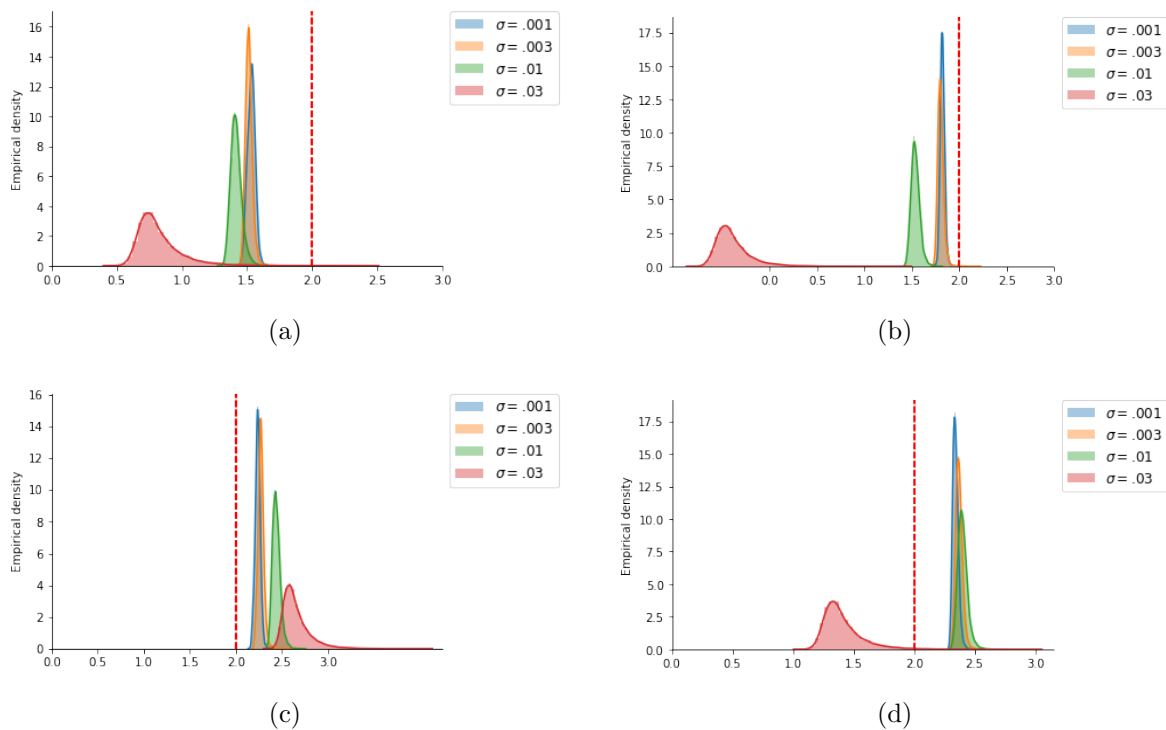 16
14
12
10
8
6
4
2
0
Empirical density
0.0 0.5 1.0 1.5 2.0 2.5 3.0
σ = .001
σ = .003
σ = .01
σ = .03
(a)
17.5
15.0
12.5
10.0
7.5
5.0
2.5
0.0
Empirical density
0.0 0.5 1.0 1.5 2.0 2.5 3.0
σ = .001
σ = .003
σ = .01
σ = .03
(b)
16
14
12
10
8
6
4
2
0
Empirical density
0.0 0.5 1.0 1.5 2.0 2.5 3.0
σ = .001
σ = .003
σ = .01
σ = .03
(c)
17.5
15.0
12.5
10.0
7.5
5.0
2.5
0.0
Empirical density
0.0 0.5 1.0 1.5 2.0 2.5 3.0
σ = .001
σ = .003
σ = .01
σ = .03
(d)